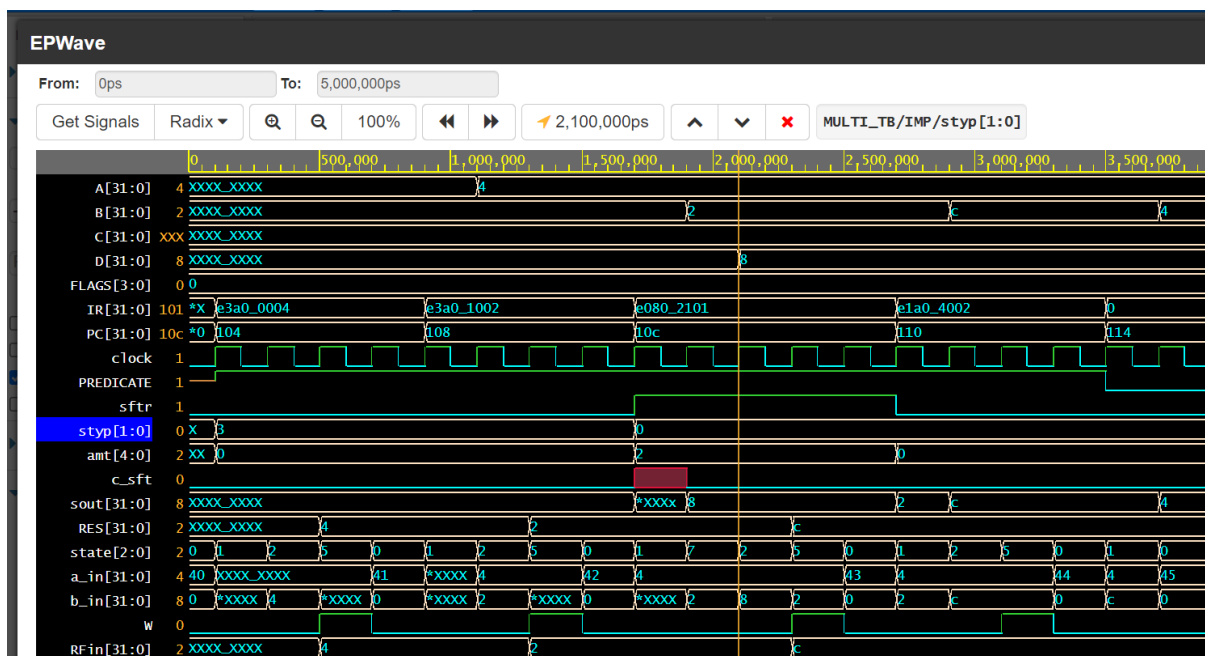 EPWave
From: 0ps To: 5,000,000ps
Get Signals Radix 100% 2,100,000ps MULTI_TB/IMP/styp[1:0]
0 500,000 1,000,000 1,500,000 2,000,000 2,500,000 3,000,000 3,500,000
A[31:0] 4 XXXX_XXXX 4
B[31:0] 2 XXXX_XXXX 2 c 4
C[31:0] XXX XXXX_XXXX
D[31:0] 8 XXXX_XXXX 8
FLAGS[3:0] 0 0
IR[31:0] 101 *X e3a0_0004 e3a0_1002 e080_2101 e1a0_4002 0
PC[31:0] 10c *0 104 108 10c 110 114
clock 1
PREDICATE 1
sftr 1
styp[1:0] 0 X 3 0
amt[4:0] 2 XX 0 2 0
c_sft 0
sout[31:0] 8 XXXX_XXXX *XXXx 8 2 c 4
RES[31:0] 2 XXXX_XXXX 4 2 c
state[2:0] 2 0 1 2 5 0 1 2 5 0 1 7 2 5 0 1 2 5 0 1 0
a_in[31:0] 4 40 XXXX_XXXX 41 *XXXX 4 42 4 43 4 44 4 45
b_in[31:0] 8 0 *XXXX 4 *XXXX 0 *XXXX 2 *XXXX 0 *XXXX 2 8 2 0 2 c 0 c 0
W 0
RFin[31:0] 2 XXXX_XXXX 4 2 c